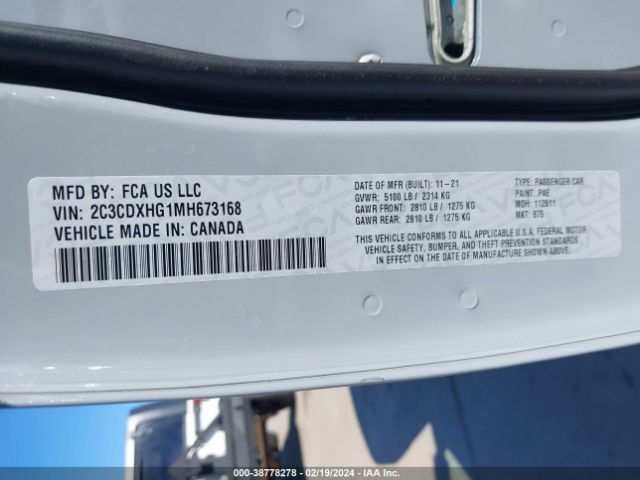 MFD BY: FCA US LLC
VIN: 2C3CDXHG1MH673168
VEHICLE MADE IN: CANADA
DATE OF MFR (BUILT): 11-21
GVWR: 5100 LB / 2314 KG
GAWR FRONT: 2810 LB / 1275 KG
GAWR REAR: 2810 LB / 1275 KG
TYPE: PASSENGER CAR
PAINT: PAE
MDH: 112611
MKT: 875
THIS VEHICLE CONFORMS TO ALL APPLICABLE U.S.A. FEDERAL MOTOR
VEHICLE SAFETY, BUMPER, AND THEFT PREVENTION STANDARDS
IN EFFECT ON THE DATE OF MANUFACTURE SHOWN ABOVE.
000-38778278 - 02/19/2024 - IAA Inc.